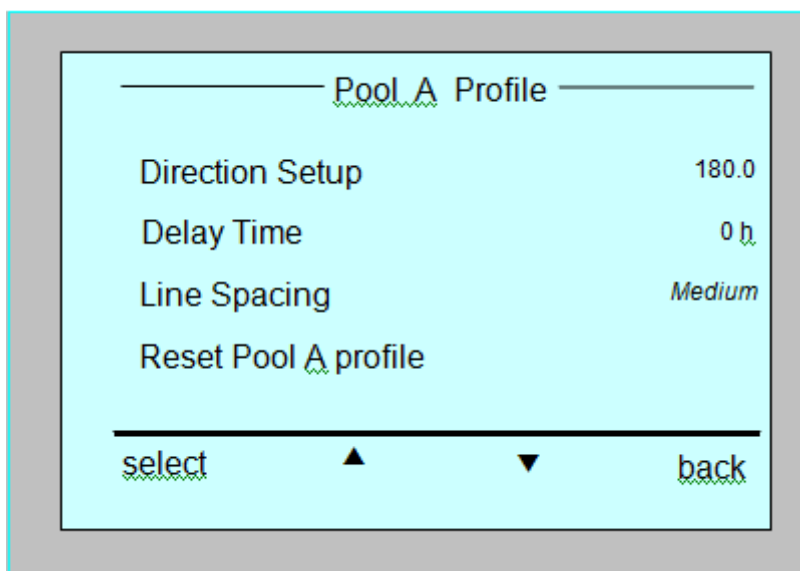 Pool A Profile
Direction Setup 180.0
Delay Time 0 h
Line Spacing Medium
Reset Pool A profile
select ▲ ▼ back